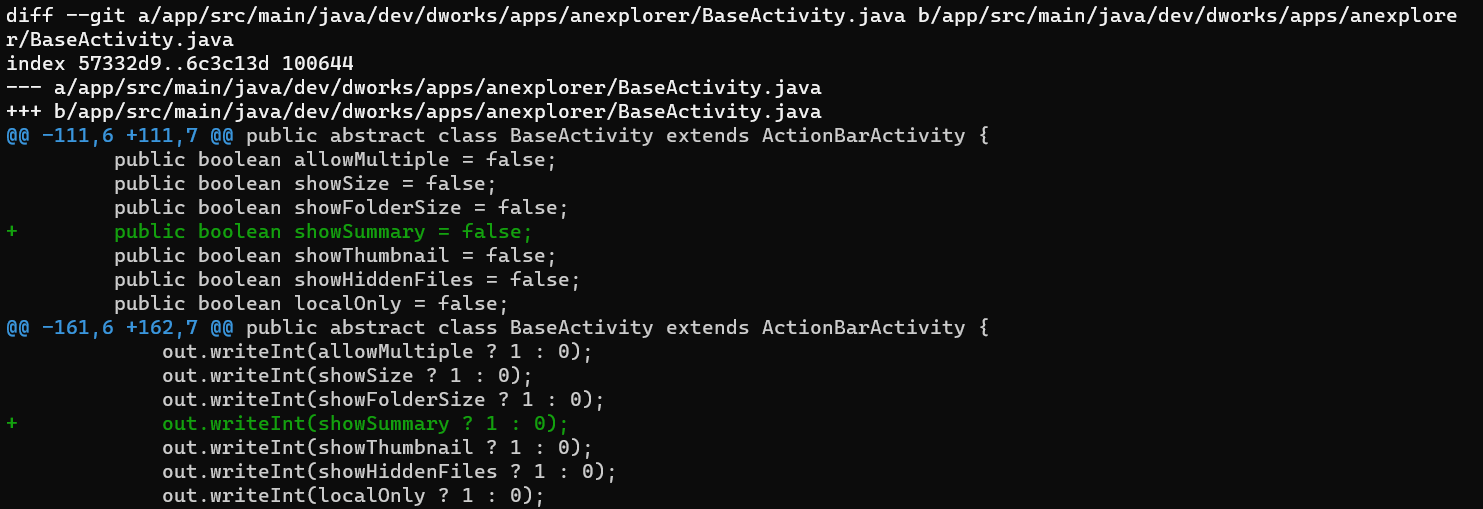 diff --git a/app/src/main/java/dev/dworks/apps/anexplorer/BaseActivity.java b/app/src/main/java/dev/dworks/apps/anexplore
r/BaseActivity.java
index 57332d9..6c3c13d 100644
--- a/app/src/main/java/dev/dworks/apps/anexplorer/BaseActivity.java
+++ b/app/src/main/java/dev/dworks/apps/anexplorer/BaseActivity.java
@@ -111,6 +111,7 @@ public abstract class BaseActivity extends ActionBarActivity {
         public boolean allowMultiple = false;
         public boolean showSize = false;
         public boolean showFolderSize = false;
+        public boolean showSummary = false;
         public boolean showThumbnail = false;
         public boolean showHiddenFiles = false;
         public boolean localOnly = false;
@@ -161,6 +162,7 @@ public abstract class BaseActivity extends ActionBarActivity {
             out.writeInt(allowMultiple ? 1 : 0);
             out.writeInt(showSize ? 1 : 0);
             out.writeInt(showFolderSize ? 1 : 0);
+            out.writeInt(showSummary ? 1 : 0);
             out.writeInt(showThumbnail ? 1 : 0);
             out.writeInt(showHiddenFiles ? 1 : 0);
             out.writeInt(localOnly ? 1 : 0);